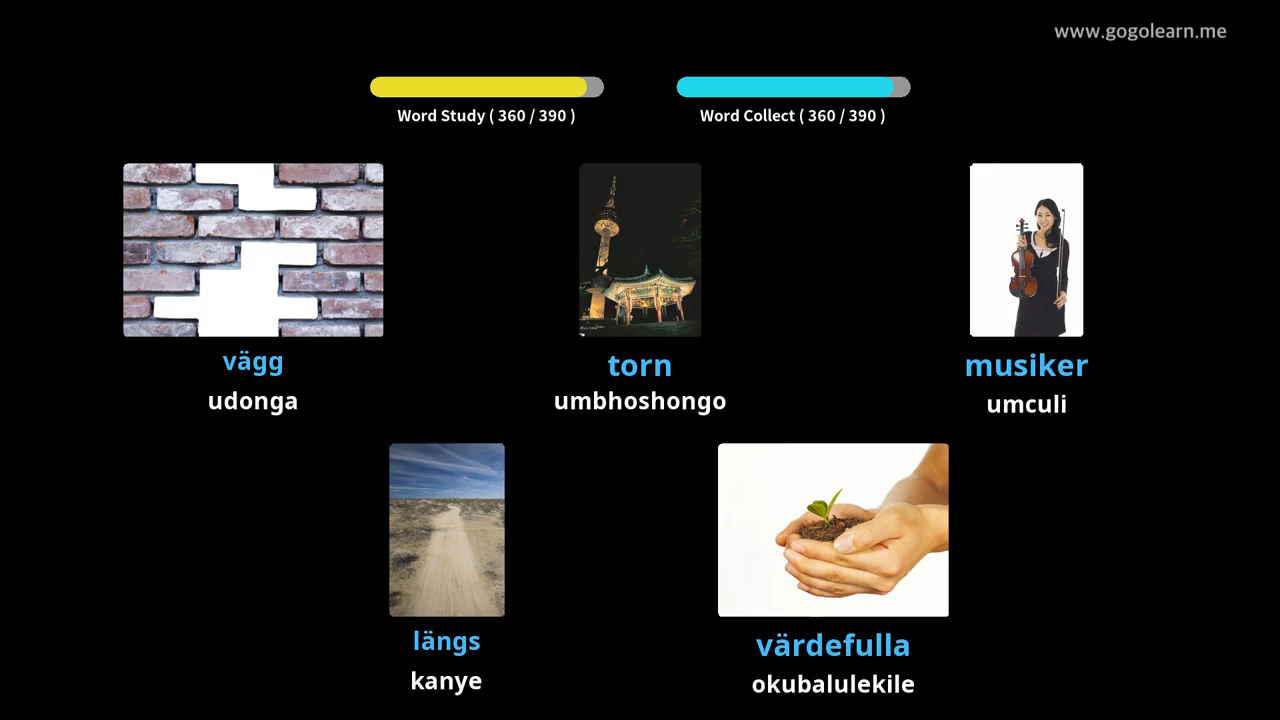 www.gogolearn.me
Word Study ( 360 / 390 )
Word Collect ( 360 / 390 )
vägg
udonga
torn
umbhoshongo
musiker
umculi
längs
kanye
värdefulla
okubalulekile